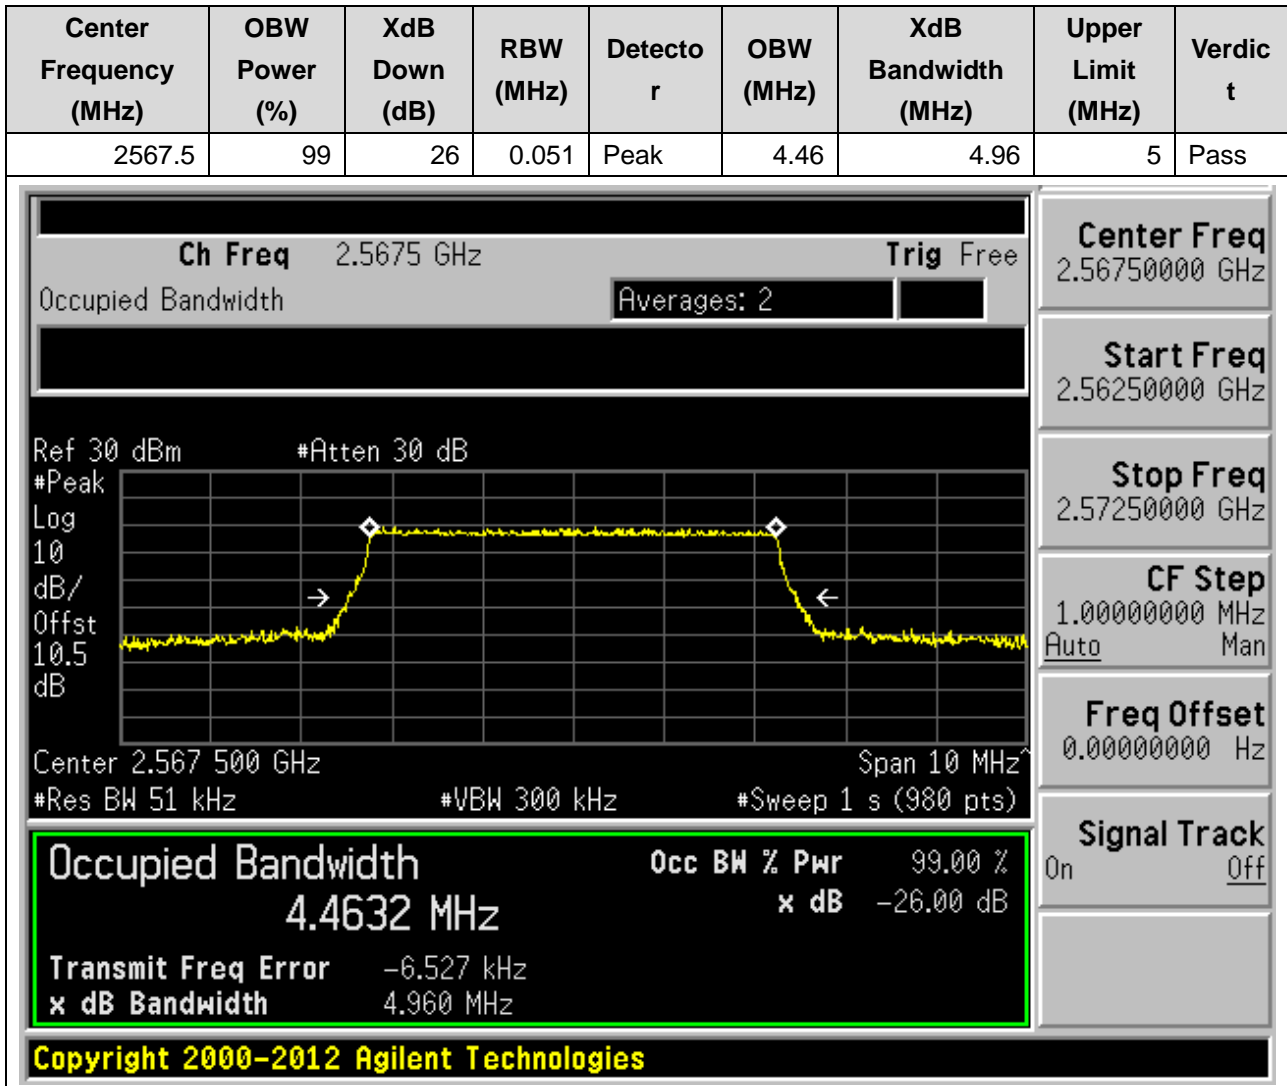 Center Frequency (MHz) OBW Power (%) XdB Down (dB) RBW (MHz) Detecto r OBW (MHz) XdB Bandwidth (MHz) Upper Limit (MHz) Verdic t
2567.5 99 26 0.051 Peak 4.46 4.96 5 Pass
Ch Freq 2.5675 GHz Trig Free
Occupied Bandwidth Averages: 2
Ref 30 dBm #Atten 30 dB
#Peak
Log
10
dB/
Offst
10.5
dB
Center 2.567 500 GHz Span 10 MHz^
#Res BW 51 kHz #VBW 300 kHz #Sweep 1 s (980 pts)
Occupied Bandwidth Occ BW % Pwr 99.00 %
4.4632 MHz x dB -26.00 dB
Transmit Freq Error -6.527 kHz
x dB Bandwidth 4.960 MHz
Copyright 2000-2012 Agilent Technologies
Center Freq
2.56750000 GHz
Start Freq
2.56250000 GHz
Stop Freq
2.57250000 GHz
CF Step
1.00000000 MHz
Auto Man
Freq Offset
0.00000000 Hz
Signal Track
On Off